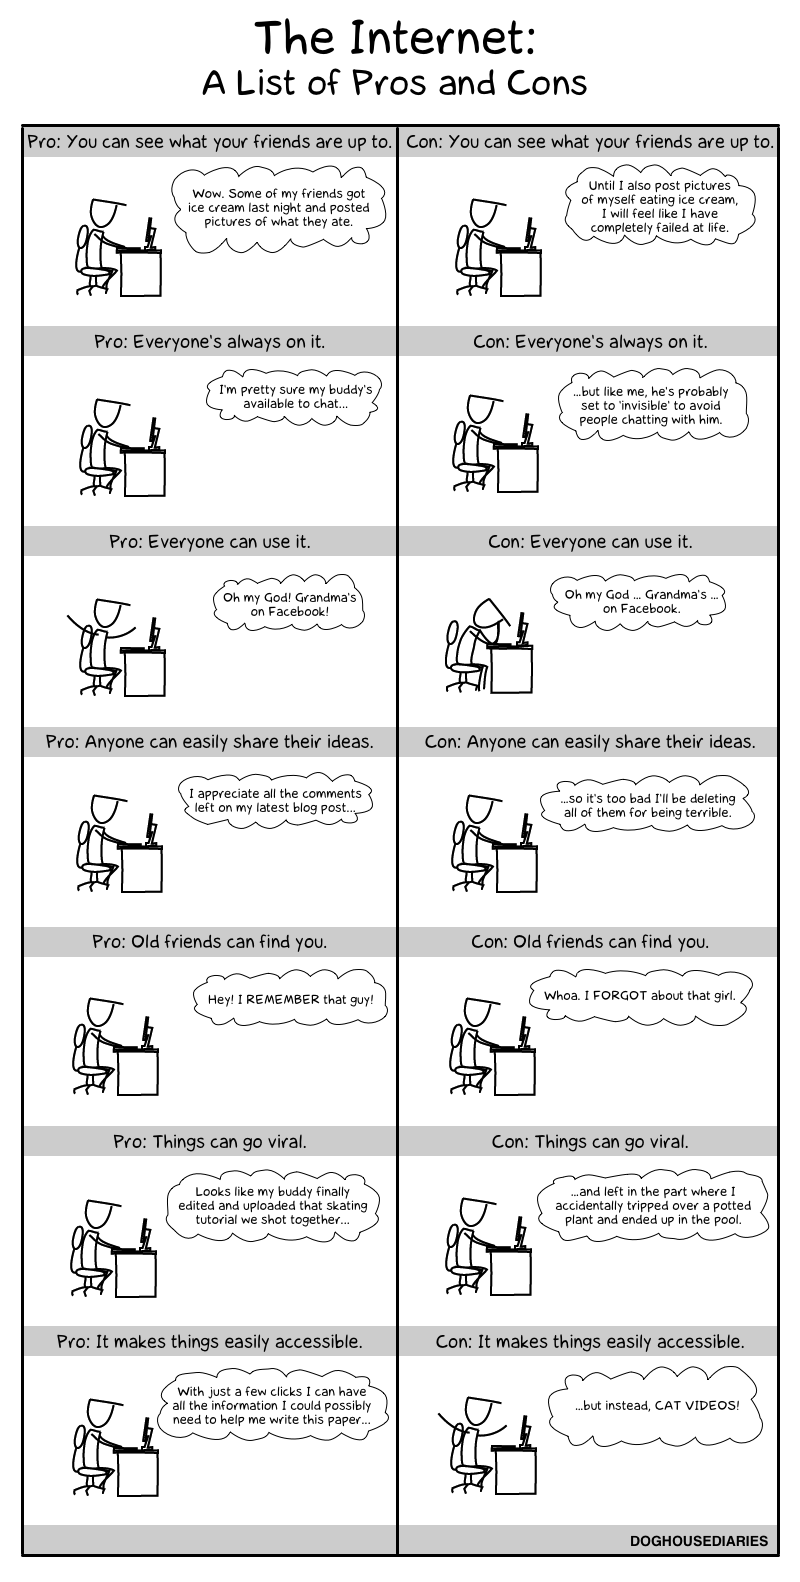 The Internet:
A List of Pros and Cons
Pro: You can see what your friends are up to.
Wow. Some of my friends got
ice cream last night and posted
pictures of what they ate.
Con: You can see what your friends are up to.
Until I also post pictures
of myself eating ice cream,
I will feel like I have
completely failed at life.
Pro: Everyone's always on it.
I'm pretty sure my buddy's
available to chat...
Con: Everyone's always on it.
...but like me, he's probably
set to 'invisible' to avoid
people chatting with him.
Pro: Everyone can use it.
Oh my God! Grandma's
on Facebook!
Con: Everyone can use it.
Oh my God ... Grandma's ...
on Facebook.
Pro: Anyone can easily share their ideas.
I appreciate all the comments
left on my latest blog post...
Con: Anyone can easily share their ideas.
...so it's too bad I'll be deleting
all of them for being terrible.
Pro: Old friends can find you.
Hey! I REMEMBER that guy!
Con: Old friends can find you.
Whoa. I FORGOT about that girl.
Pro: Things can go viral.
Looks like my buddy finally
edited and uploaded that skating
tutorial we shot together...
Con: Things can go viral.
...and left in the part where I
accidentally tripped over a potted
plant and ended up in the pool.
Pro: It makes things easily accessible.
With just a few clicks I can have
all the information I could possibly
need to help me write this paper...
Con: It makes things easily accessible.
...but instead, CAT VIDEOS!
DOGHOUSEDIARIES